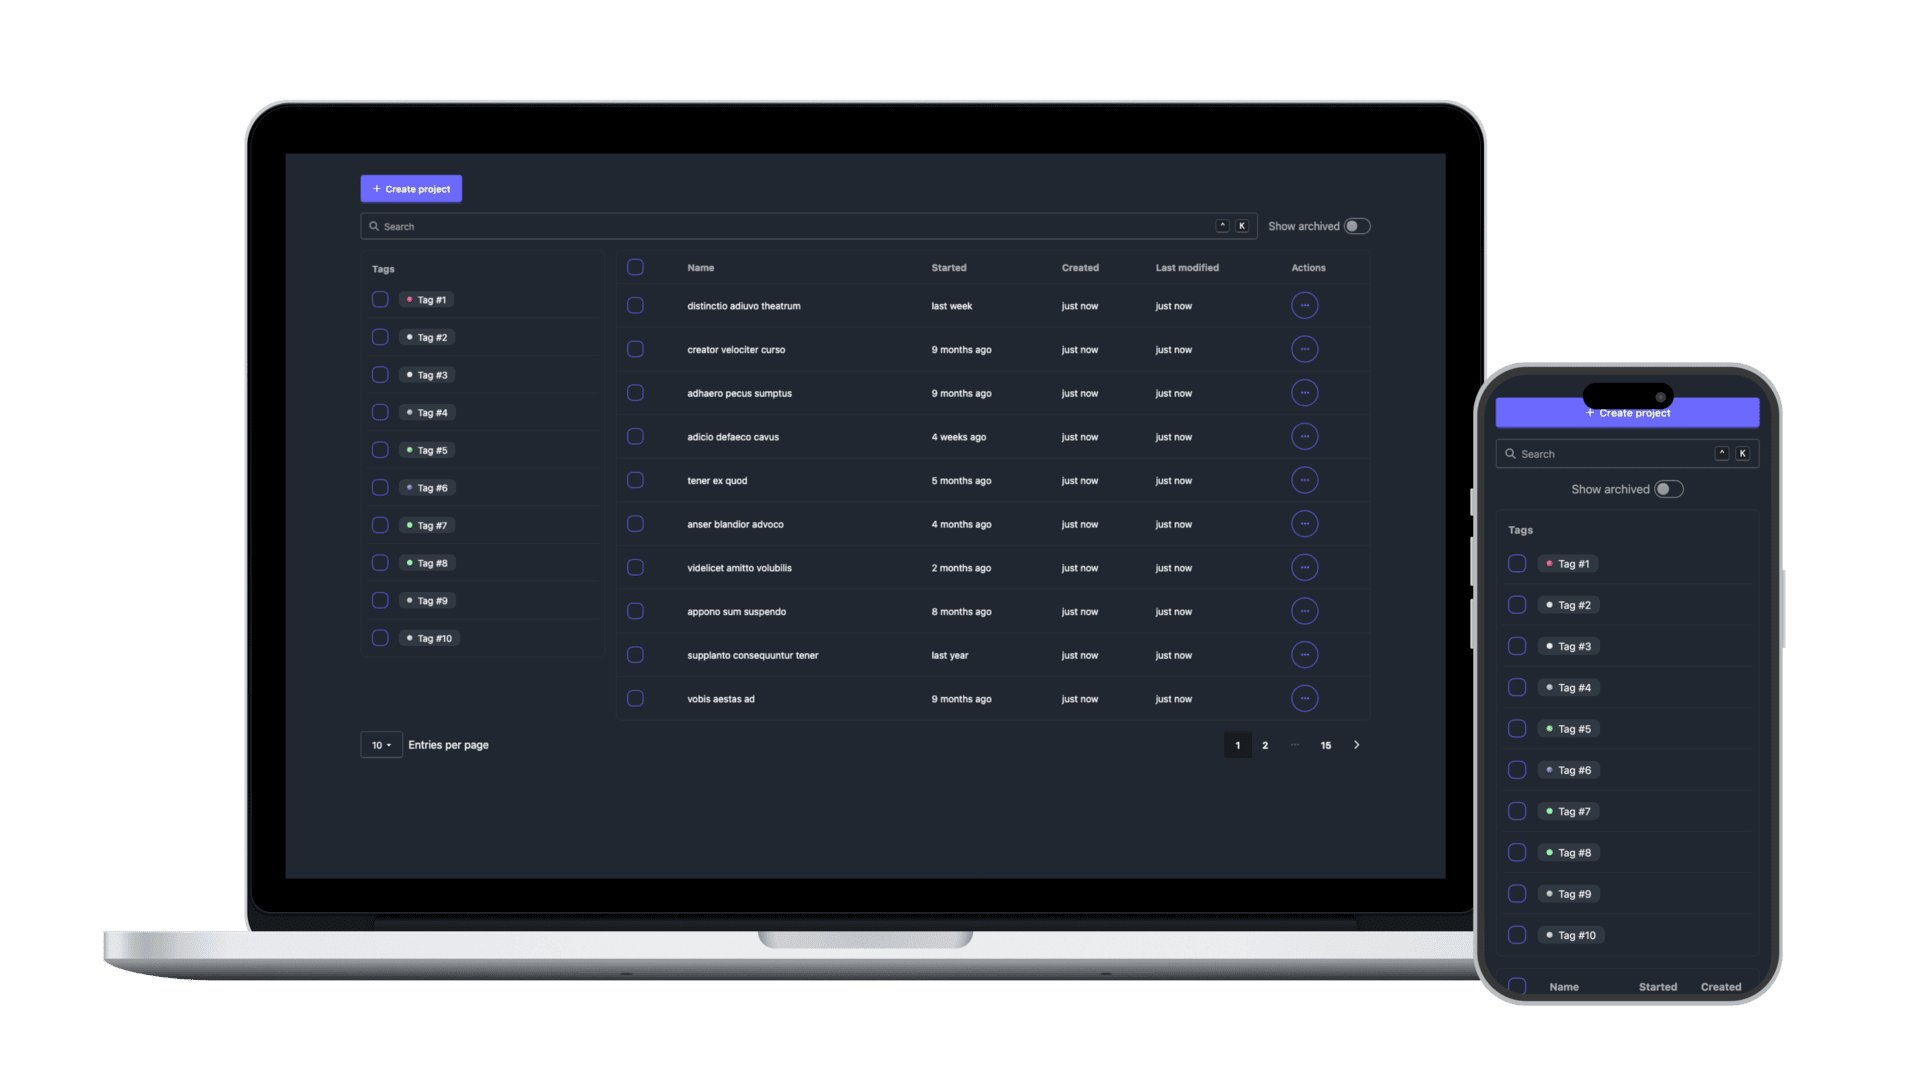 + Create project
Search ^ K Show archived
Tags
Tag #1
Tag #2
Tag #3
Tag #4
Tag #5
Tag #6
Tag #7
Tag #8
Tag #9
Tag #10
Name Started Created Last modified Actions
distinctio adiuvo theatrum last week just now just now
creator velociter curso 9 months ago just now just now
adhaero pecus sumptus 9 months ago just now just now
adicio defaeco cavus 4 weeks ago just now just now
tener ex quod 5 months ago just now just now
anser blandior advoco 4 months ago just now just now
videlicet amitto volubilis 2 months ago just now just now
appono sum suspendo 8 months ago just now just now
supplanto consequuntur tener last year just now just now
vobis aestas ad 9 months ago just now just now
10 Entries per page 1 2 ... 15 >
+ Create project
Search ^ K
Show archived
Tags
Tag #1
Tag #2
Tag #3
Tag #4
Tag #5
Tag #6
Tag #7
Tag #8
Tag #9
Tag #10
Name Started Created